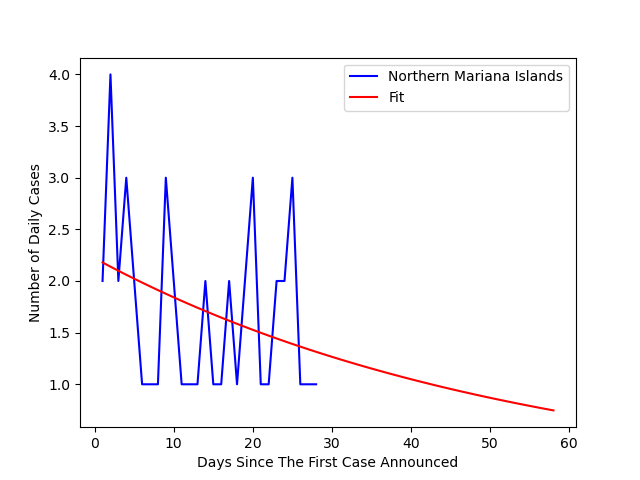 Northern Mariana Islands
Fit
4.0
3.5
3.0
2.5
2.0
1.5
1.0
Number of Daily Cases
0 10 20 30 40 50 60
Days Since The First Case Announced